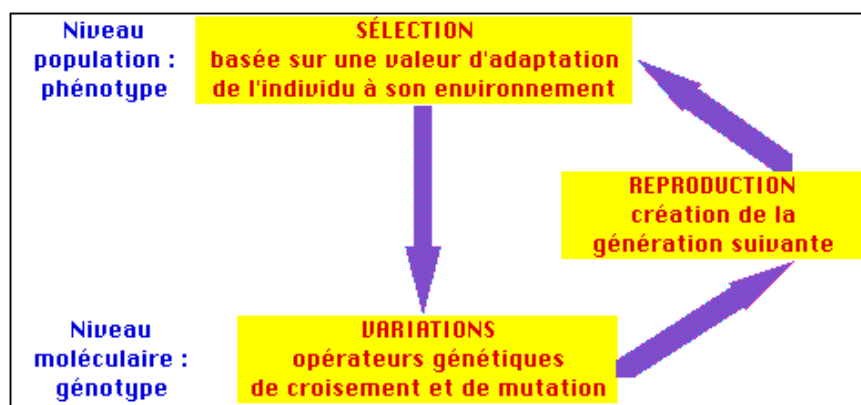 Niveau
population :
phénotype
SÉLECTION
basée sur une valeur d'adaptation
de l'individu à son environnement
REPRODUCTION
création de la
génération suivante
Niveau
moléculaire :
génotype
VARIATIONS
opérateurs génétiques
de croisement et de mutation